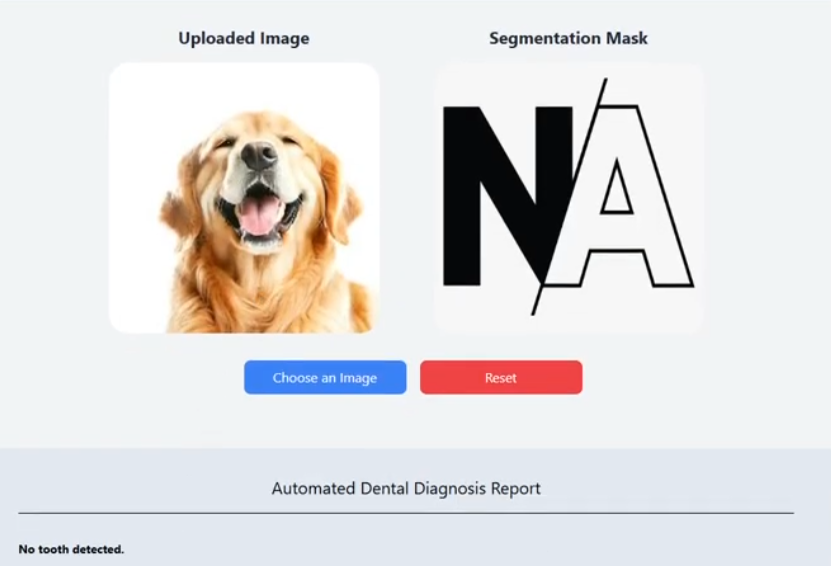 Uploaded Image
Segmentation Mask
NA
Choose an Image
Reset
Automated Dental Diagnosis Report
No tooth detected.